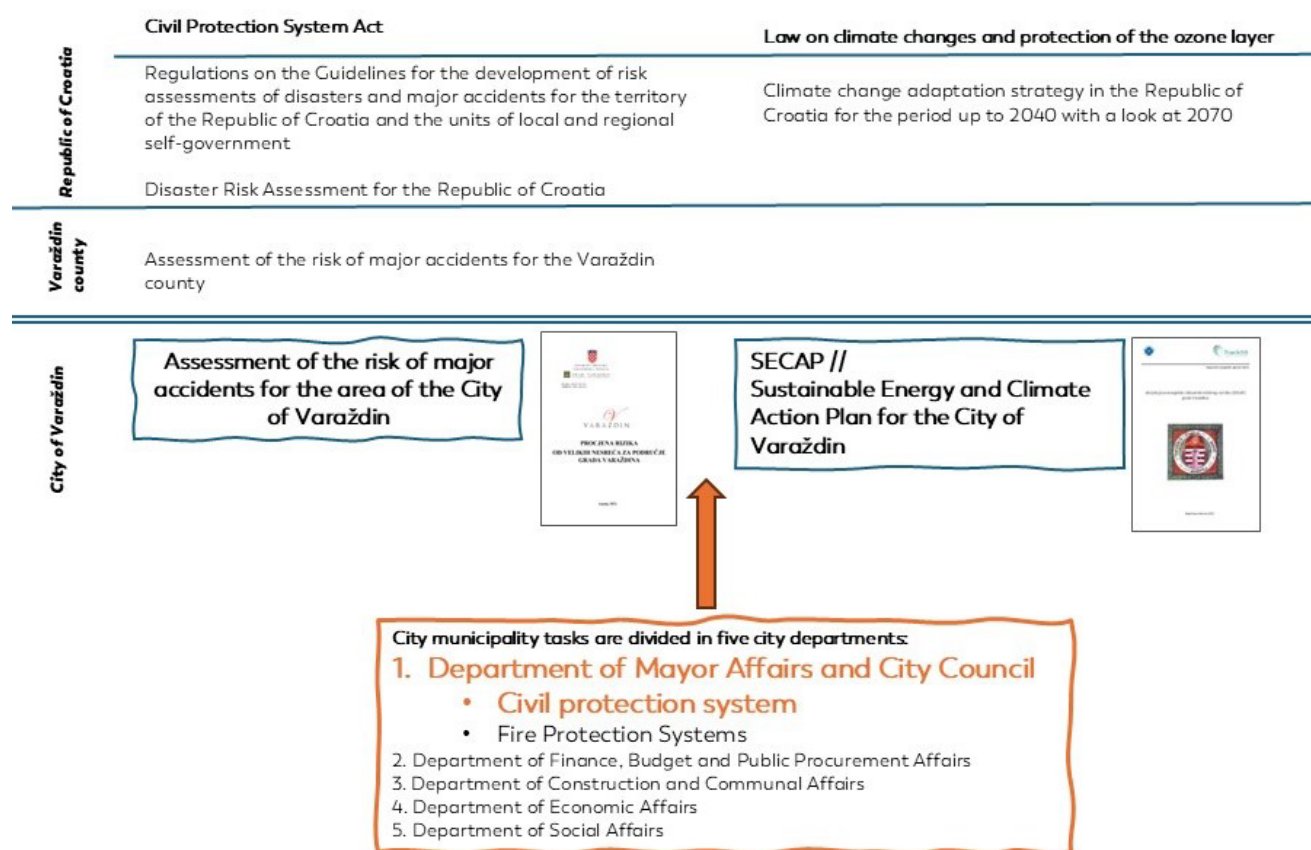 Civil Protection System Act
Law on climate changes and protection of the ozone layer
Republic of Croatia
Regulations on the Guidelines for the development of risk
assessments of disasters and major accidents for the territory
of the Republic of Croatia and the units of local and regional
self-government
Disaster Risk Assessment for the Republic of Croatia
Climate change adaptation strategy in the Republic of
Croatia for the period up to 2040 with a look at 2070
Varaždin
county
Assessment of the risk of major accidents for the Varaždin
county
City of Varaždin
Assessment of the risk of major
accidents for the area of the City
of Varaždin
VARAŽDIN
PROCJENA RIZIKA
OD VELIKIH NESREĆA ZA PODRUČJE
GRADA VARAŽDINA
SECAP //
Sustainable Energy and Climate
Action Plan for the City of
Varaždin
City municipality tasks are divided in five city departments:
1. Department of Mayor Affairs and City Council
• Civil protection system
• Fire Protection Systems
2. Department of Finance, Budget and Public Procurement Affairs
3. Department of Construction and Communal Affairs
4. Department of Economic Affairs
5. Department of Social Affairs